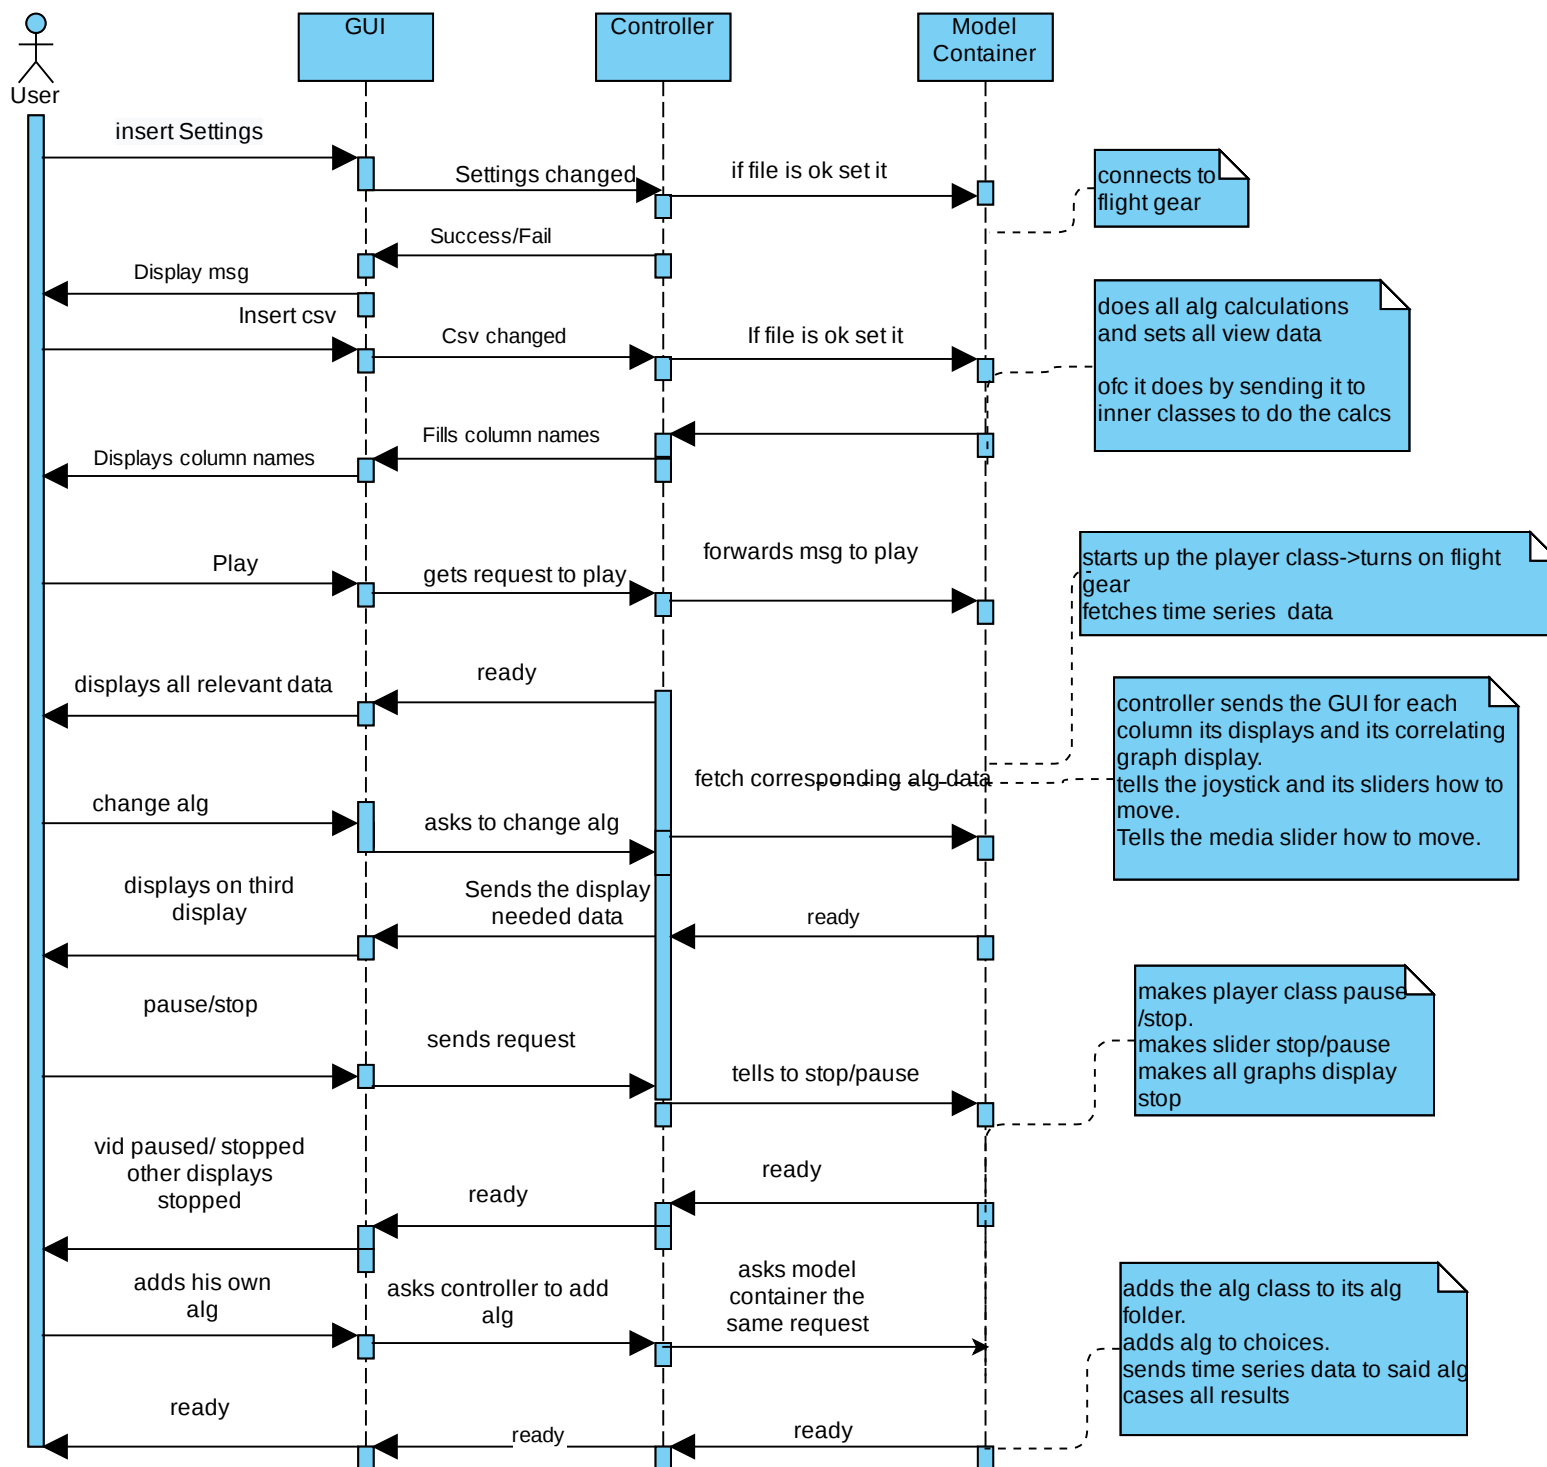 GUI
Controller
Model
Container
User
insert Settings
Settings changed
if file is ok set it
connects to
flight gear
Success/Fail
Display msg
Insert csv
Csv changed
If file is ok set it
does all alg calculations
and sets all view data
ofc it does by sending it to
inner classes to do the calcs
Fills column names
Displays column names
Play
gets request to play
forwards msg to play
starts up the player class->turns on flight
gear
fetches time series  data
ready
displays all relevant data
controller sends the GUI for each
column its displays and its correlating
graph display.
tells the joystick and its sliders how to
move.
Tells the media slider how to move.
fetch corresponding alg data
change alg
asks to change alg
displays on third
display
Sends the display
needed data
ready
pause/stop
sends request
tells to stop/pause
makes player class pause
/stop.
makes slider stop/pause
makes all graphs display
stop
vid paused/ stopped
other displays
stopped
ready
ready
adds his own
alg
asks controller to add
alg
asks model
container the
same request
adds the alg class to its alg
folder.
adds alg to choices.
sends time series data to said alg
cases all results
ready
ready
ready